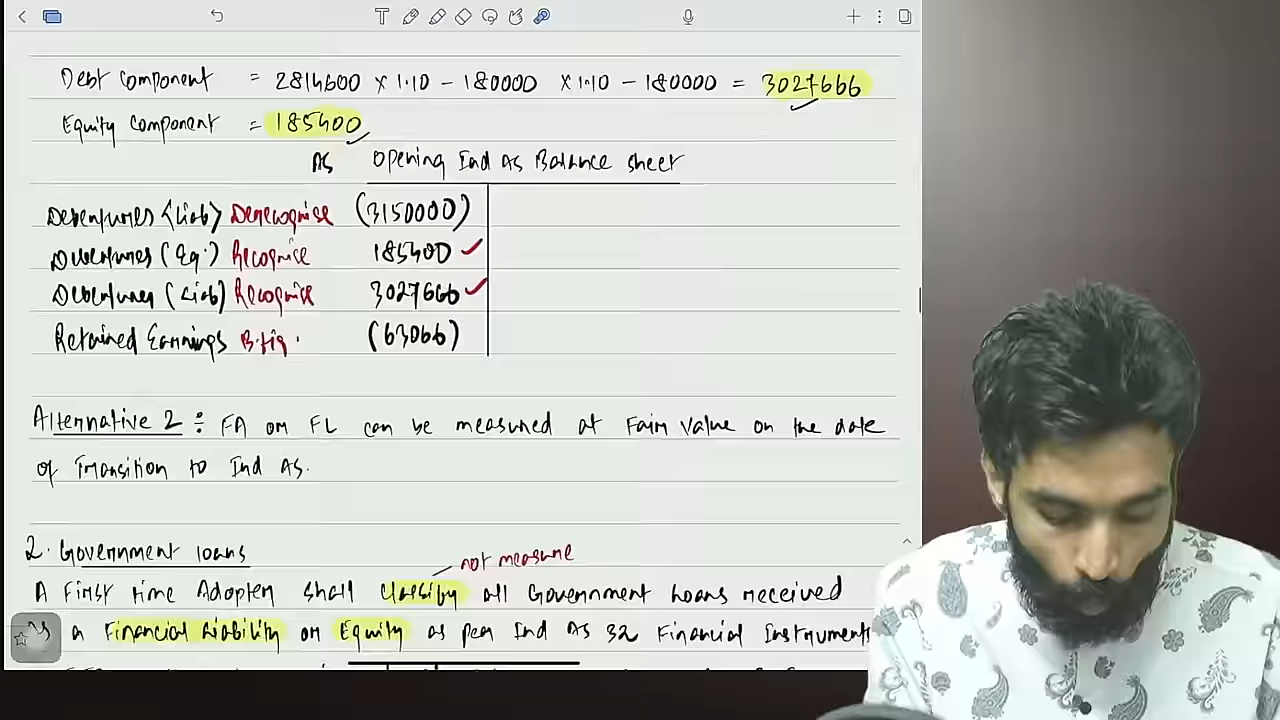 Debt Component = 2814600 × 1.10 - 180000 × 1.10 - 180000 = 3027666
Equity Component = 185400
As Opening Ind As Balance sheet
Debentures (Liab) Derecognise (3150000)
Debentures (Eq.) Recognise 185400
Debentures (Liab) Recognise 3027666
Retained Earnings B.fig. (63066)
Alternative 2 : FA or FL can be measured at Fair Value on the date
of Transition to Ind AS.
2. Government loans
not measure
A First time Adopter shall classify all Government Loans received
as a Financial Liability or Equity as per Ind AS 32 Financial Instruments